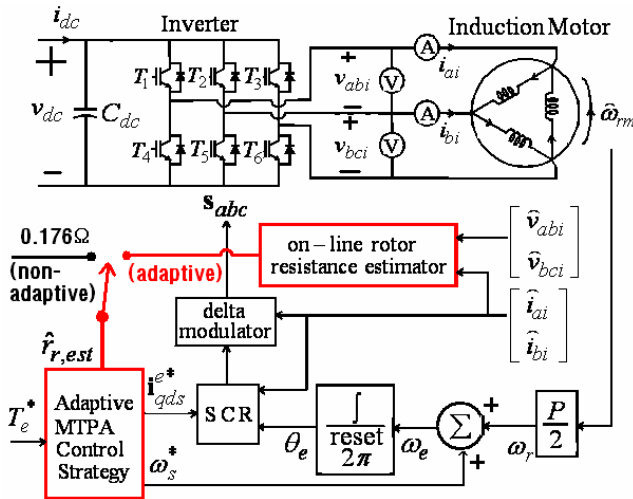 i_dc
Inverter
Induction Motor
+
v_dc
−
C_dc
T_1
T_2
T_3
T_4
T_5
T_6
+
v_abi
−
+
v_bci
−
A
i_ai
V
A
i_bi
V
ω̂_rm
s_abc
0.176Ω
(non-
adaptive)
(adaptive)
on-line rotor
resistance estimator
v̂_abi
v̂_bci
î_ai
î_bi
delta
modulator
r̂_r,est
T_e^*
Adaptive
MTPA
Control
Strategy
i_qds^e*
ω_s^*
SCR
θ_e
∫
reset
2π
ω_e
Σ
+
+
ω_r
P
2